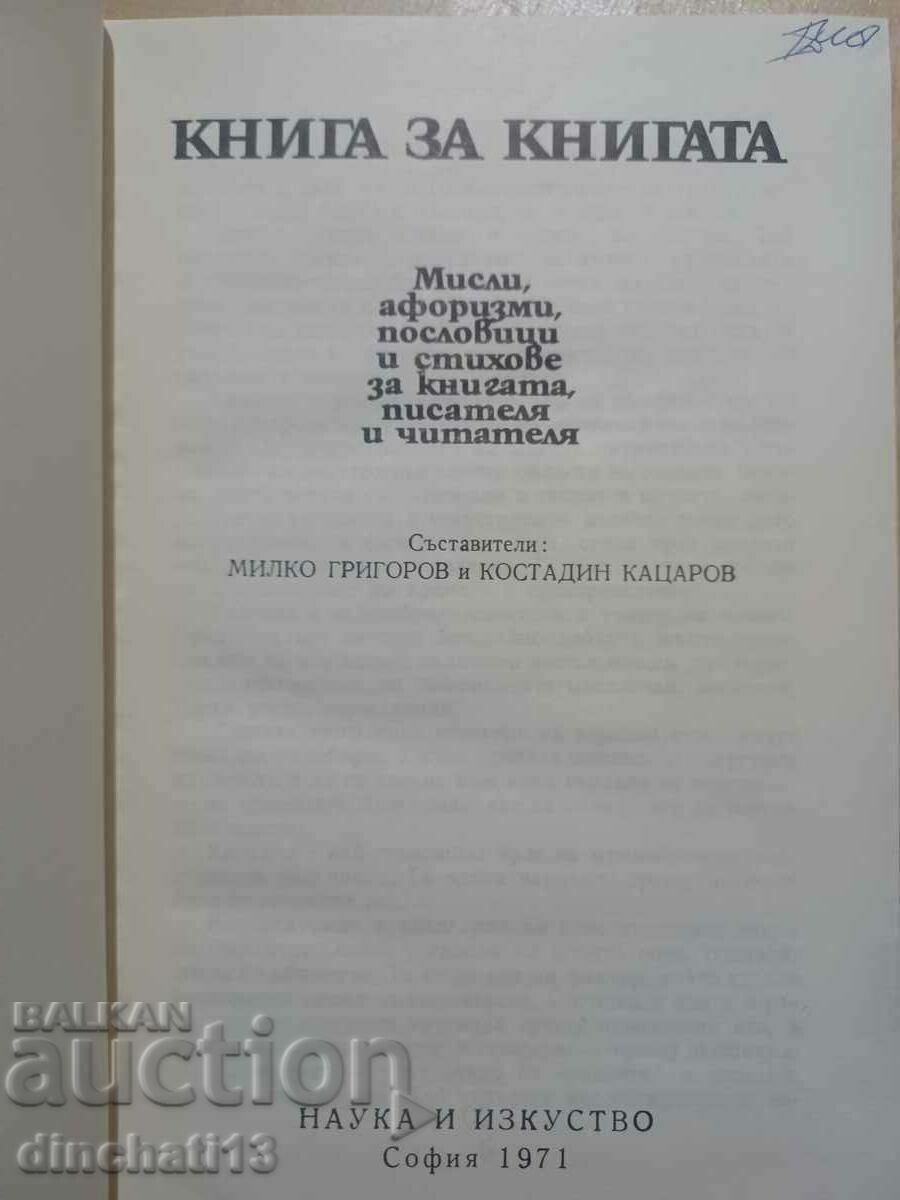 КНИГА ЗА КНИГАТА
Мисли,
афоризми,
пословици
и стихове
за книгата,
писателя
и читателя
Съставители:
МИЛКО ГРИГОРОВ и КОСТАДИН КАЦАРОВ
НАУКА И ИЗКУСТВО
София 1971
BALKAN
auction
dinchati13